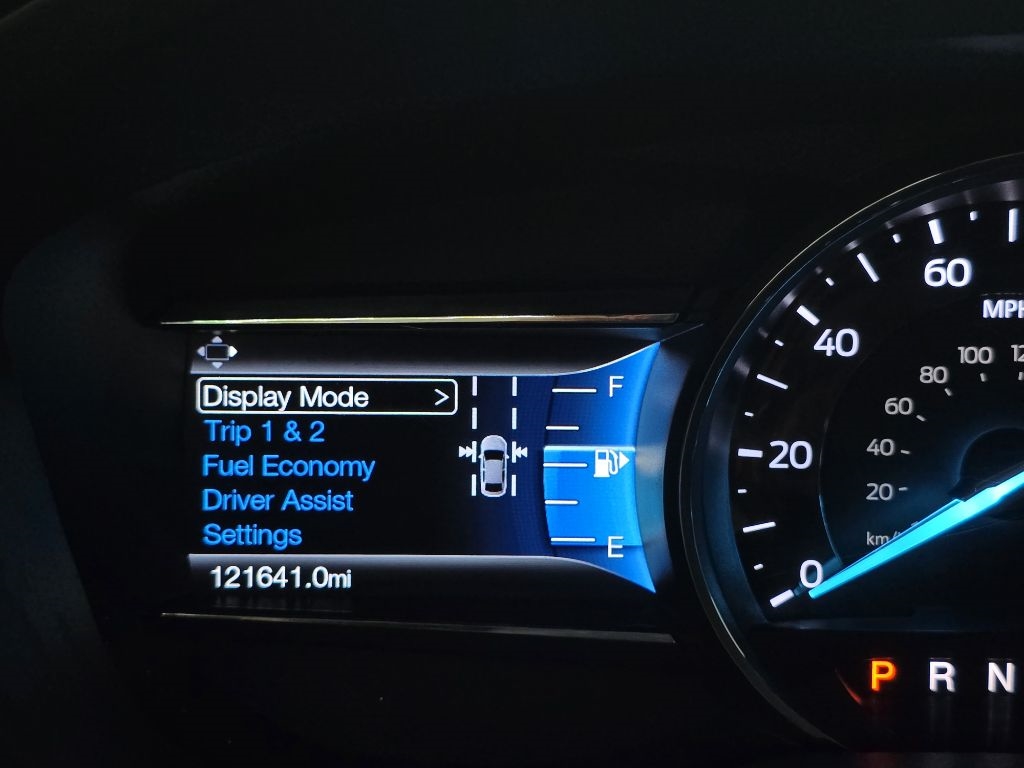 Display Mode >
Trip 1 & 2
Fuel Economy
Driver Assist
Settings
121641.0mi
F
E
60
MPH
40
20
0
100
80
60
40
20
P R N